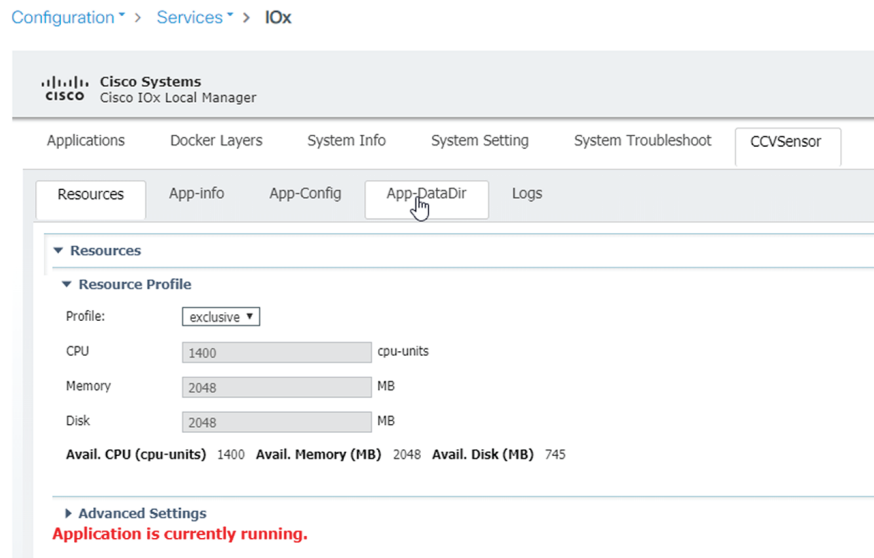 Configuration > Services > IOx
Cisco Systems
CISCO Cisco IOx Local Manager
Applications Docker Layers System Info System Setting System Troubleshoot CCVSensor
Resources App-info App-Config App-DataDir Logs
Resources
Resource Profile
Profile: exclusive
CPU 1400 cpu-units
Memory 2048 MB
Disk 2048 MB
Avail. CPU (cpu-units) 1400 Avail. Memory (MB) 2048 Avail. Disk (MB) 745
Advanced Settings
Application is currently running.